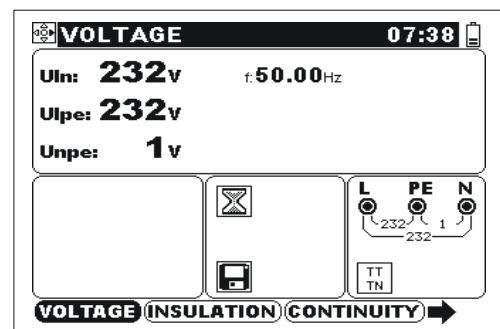 VOLTAGE 07:38
Uln: 232V f:50.00Hz
Ulpe: 232V
Unpe: 1V
L PE N
232 1
232
TT
TN
VOLTAGE INSULATION CONTINUITY